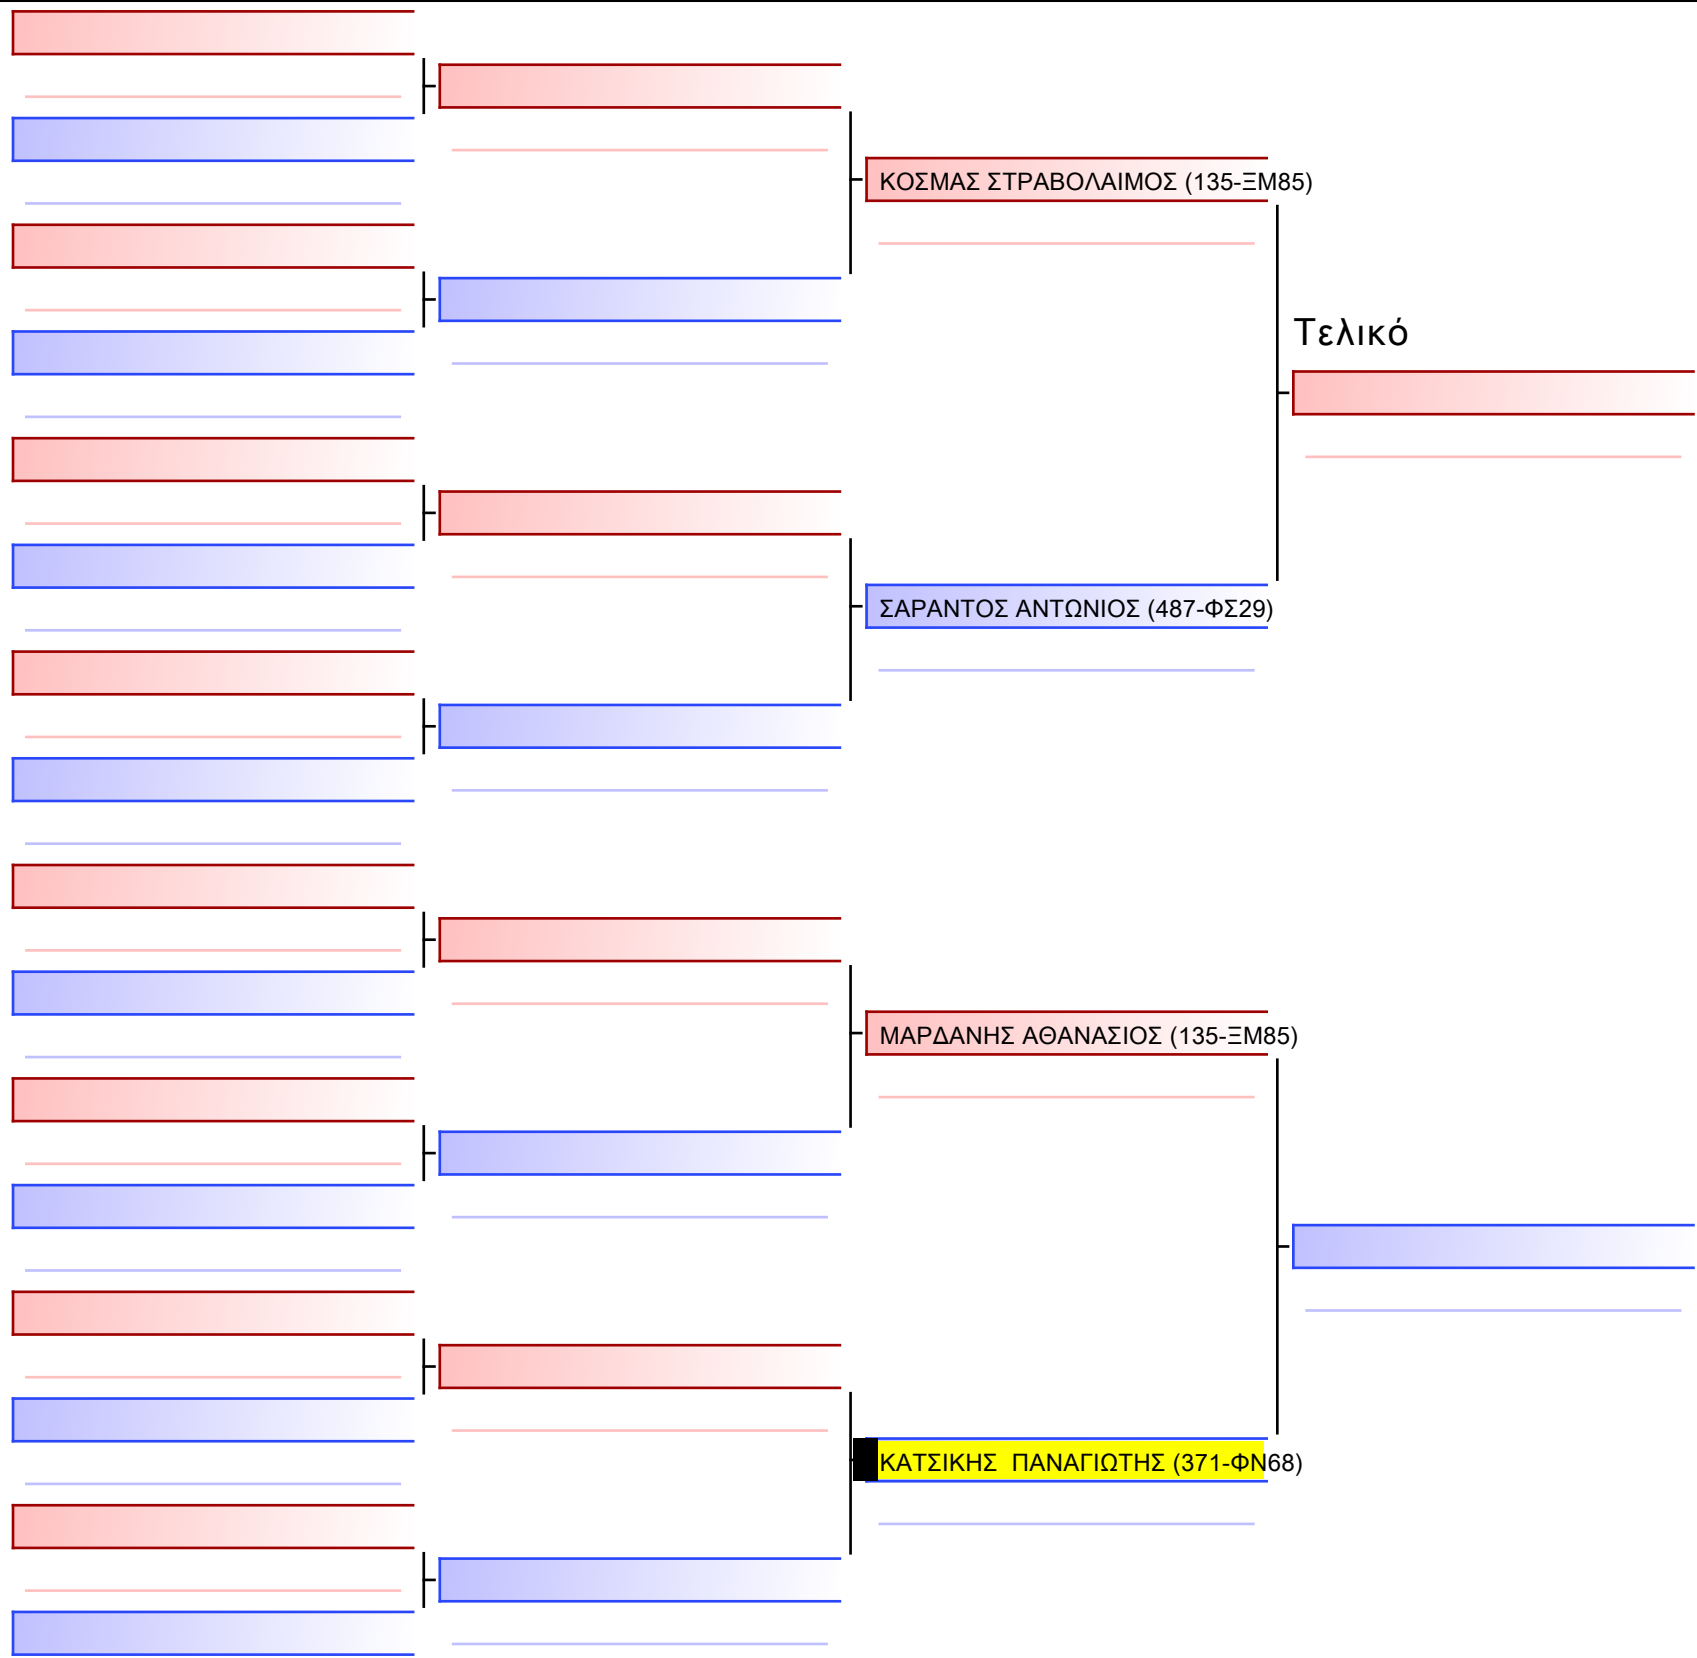 ΚΟΣΜΑΣ ΣΤΡΑΒΟΛΑΙΜΟΣ (135-ΞΜ85)
Τελικό
ΣΑΡΑΝΤΟΣ ΑΝΤΩΝΙΟΣ (487-ΦΣ29)
ΜΑΡΔΑΝΗΣ ΑΘΑΝΑΣΙΟΣ (135-ΞΜ85)
ΚΑΤΣΙΚΗΣ  ΠΑΝΑΓΙΩΤΗΣ (371-ΦΝ68)